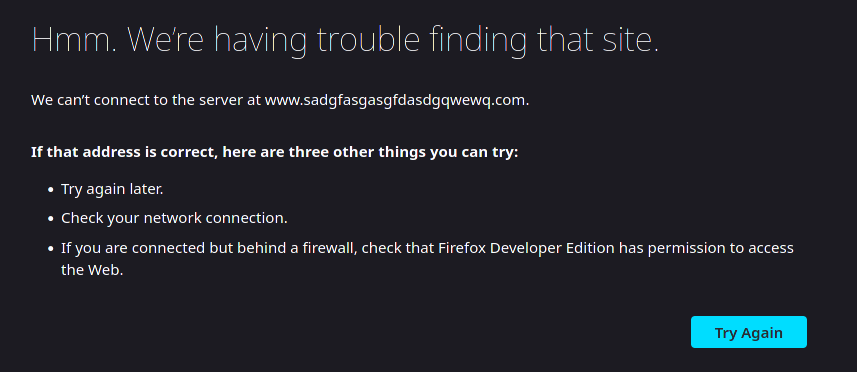 Hmm. We’re having trouble finding that site.
We can’t connect to the server at www.sadgfasgasgfdasdgqwewq.com.
If that address is correct, here are three other things you can try:
• Try again later.
• Check your network connection.
• If you are connected but behind a firewall, check that Firefox Developer Edition has permission to access
the Web.
Try Again